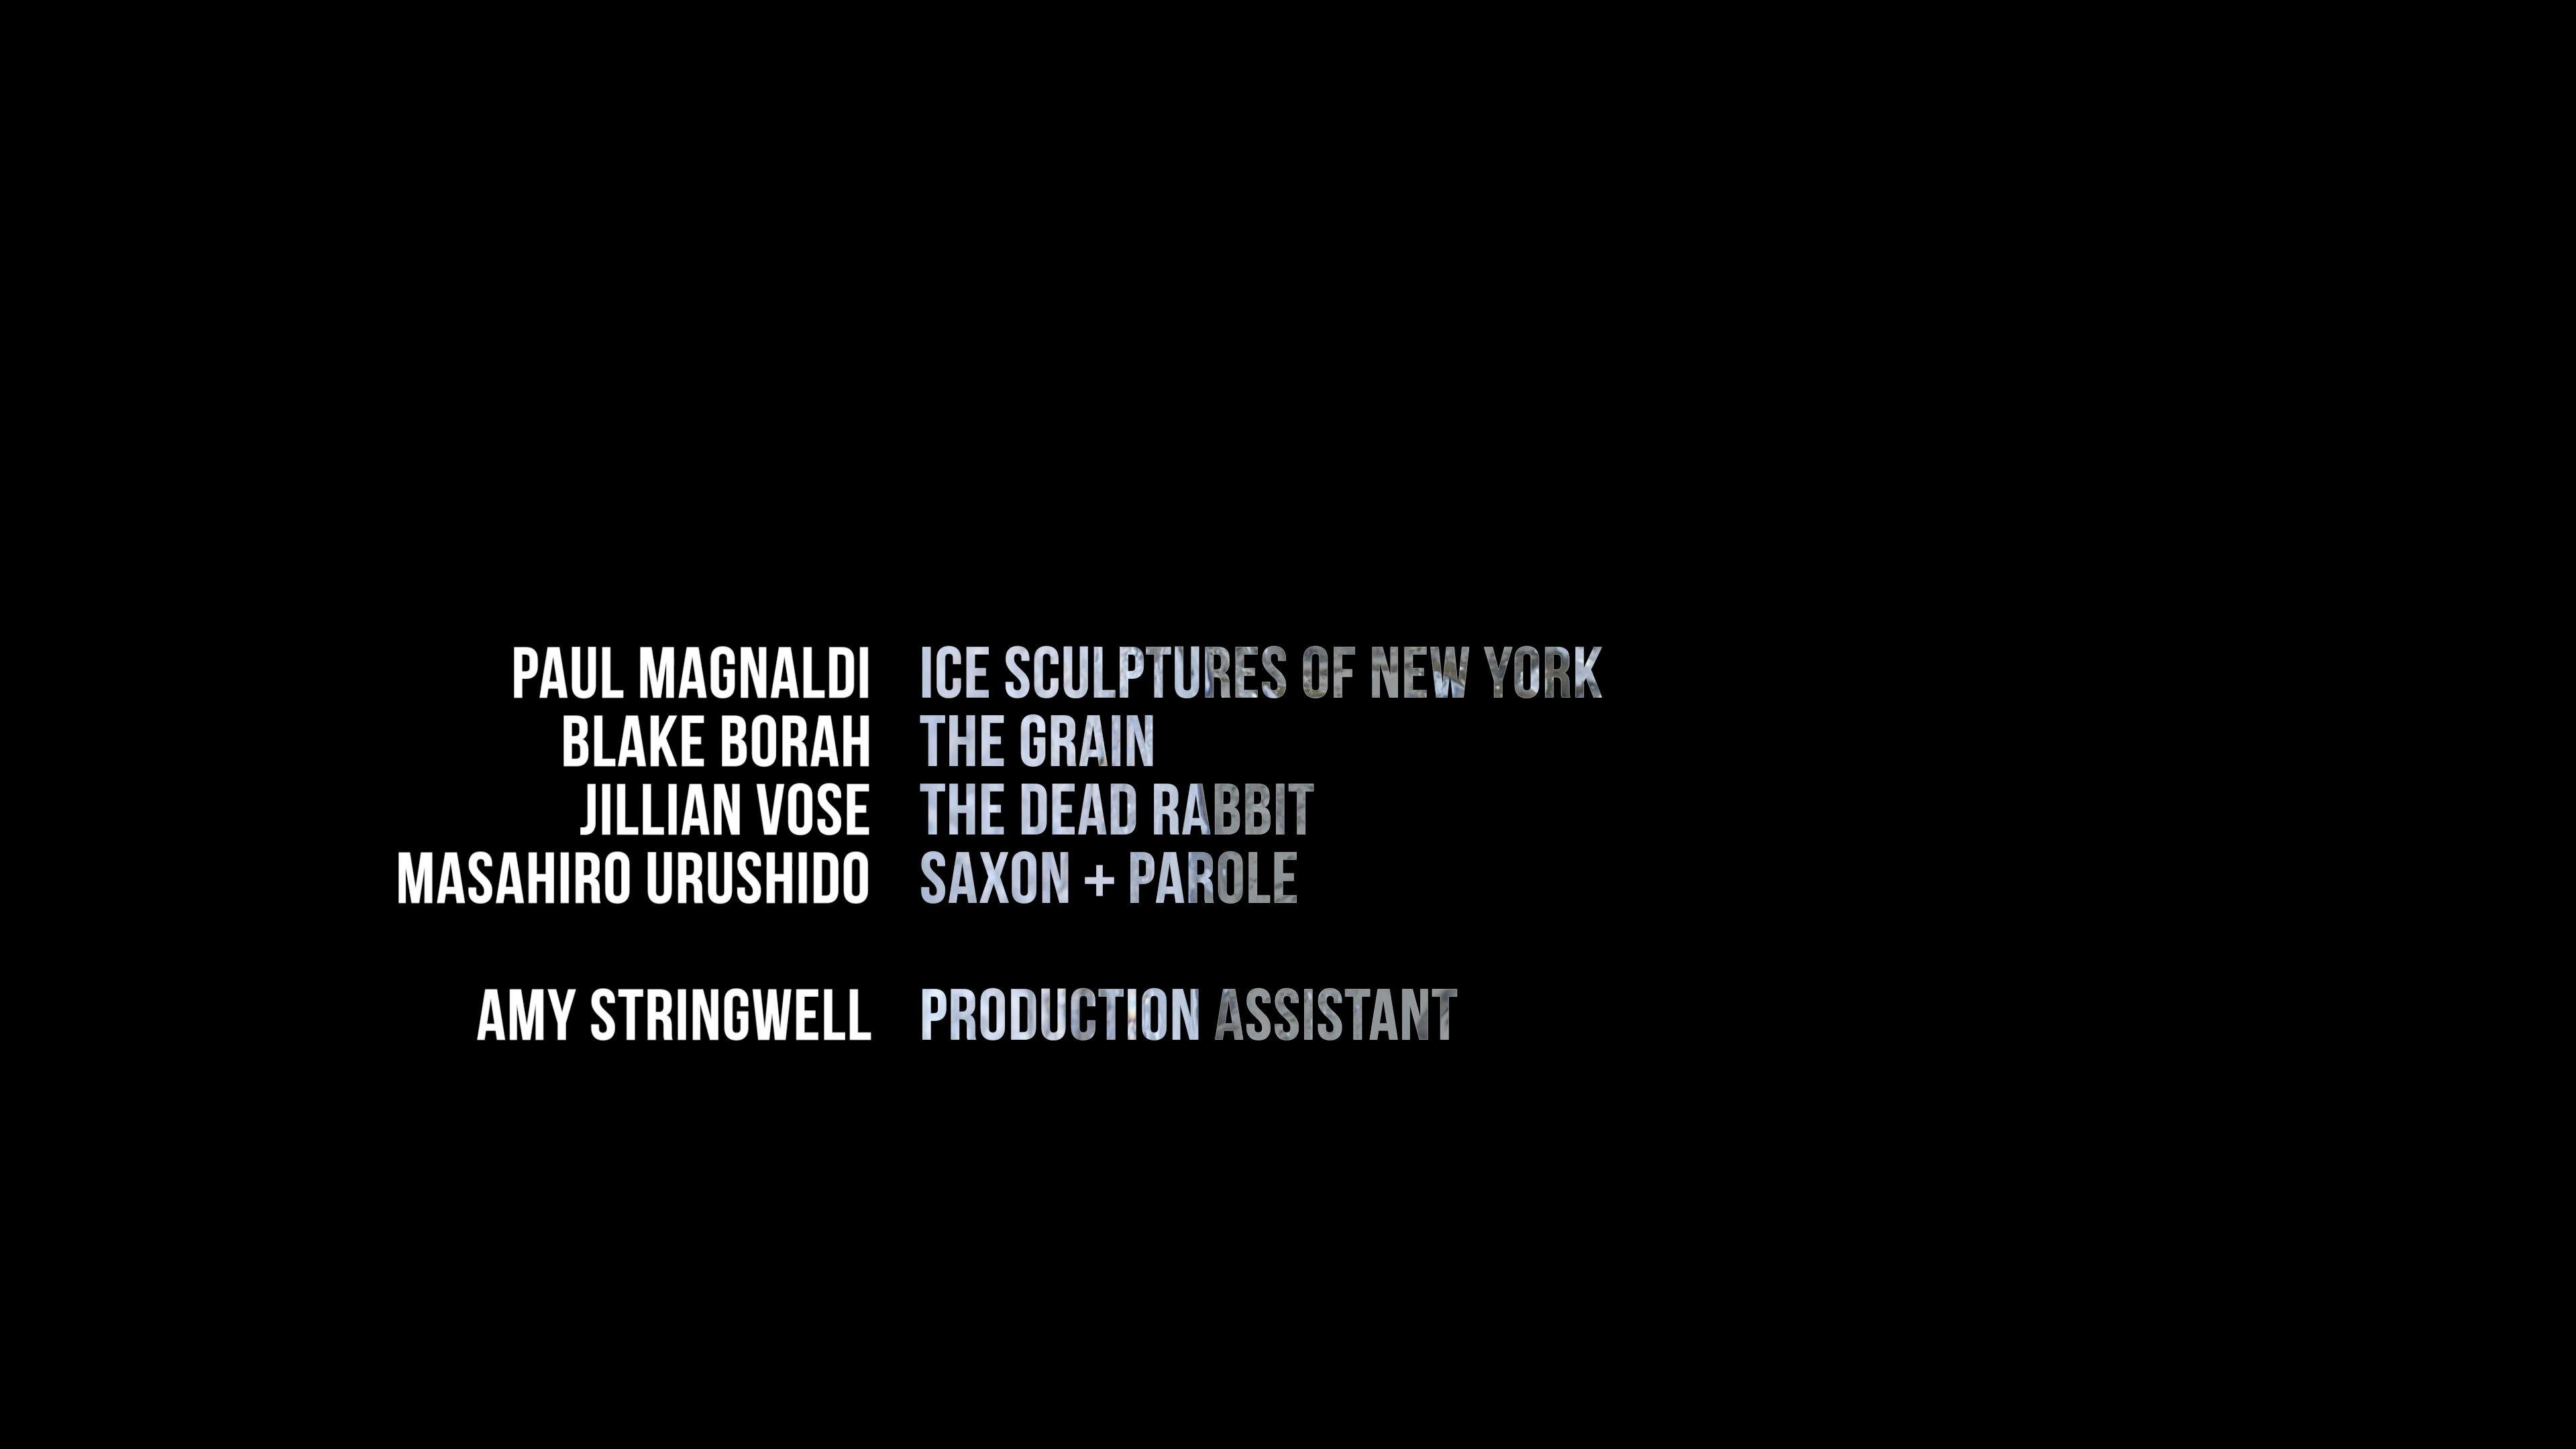 PAUL MAGNALDI ICE SCULPTURES OF NEW YORK
BLAKE BORAH THE GRAIN
JILLIAN VOSE THE DEAD RABBIT
MASAHIRO URUSHIDO SAXON + PAROLE
AMY STRINGWELL PRODUCTION ASSISTANT